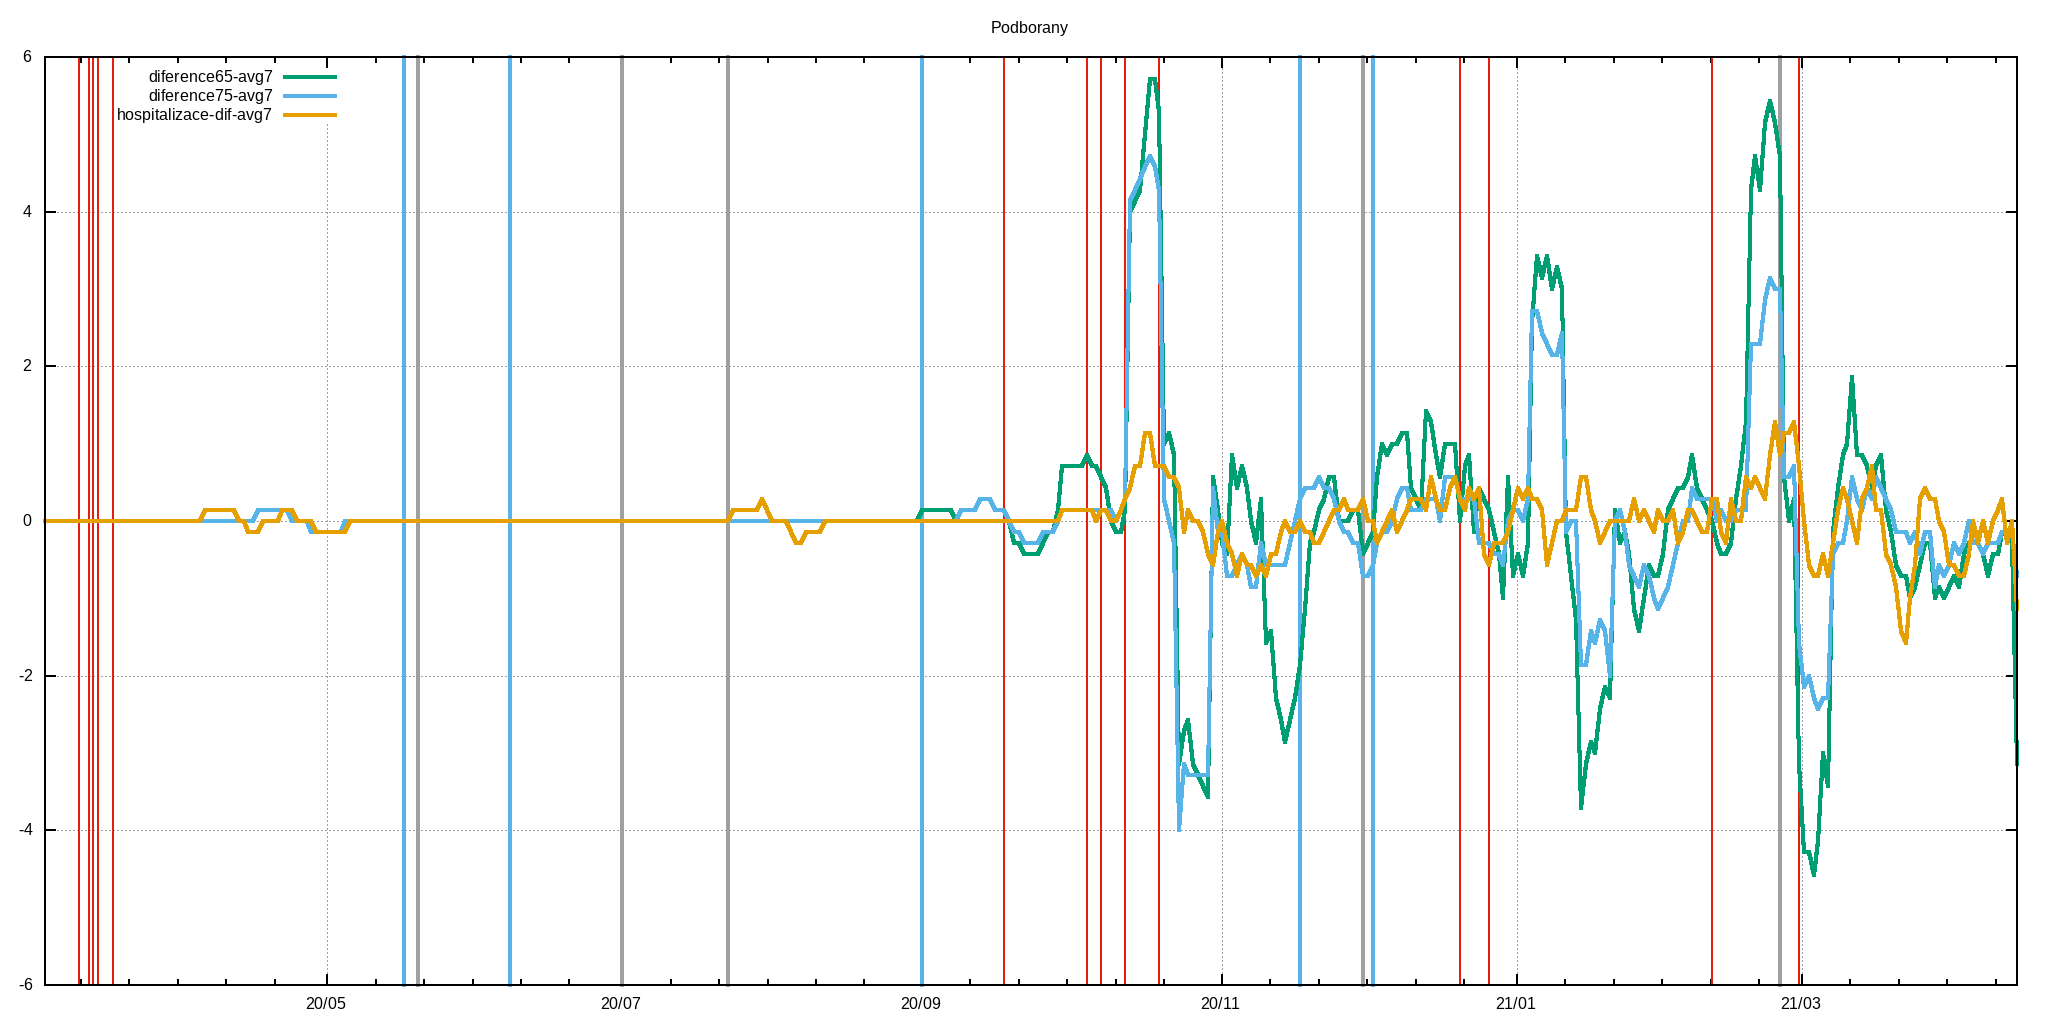 Podborany
diference65-avg7
diference75-avg7
hospitalizace-dif-avg7
6
4
2
0
-2
-4
-6
20/05 20/07 20/09 20/11 21/01 21/03